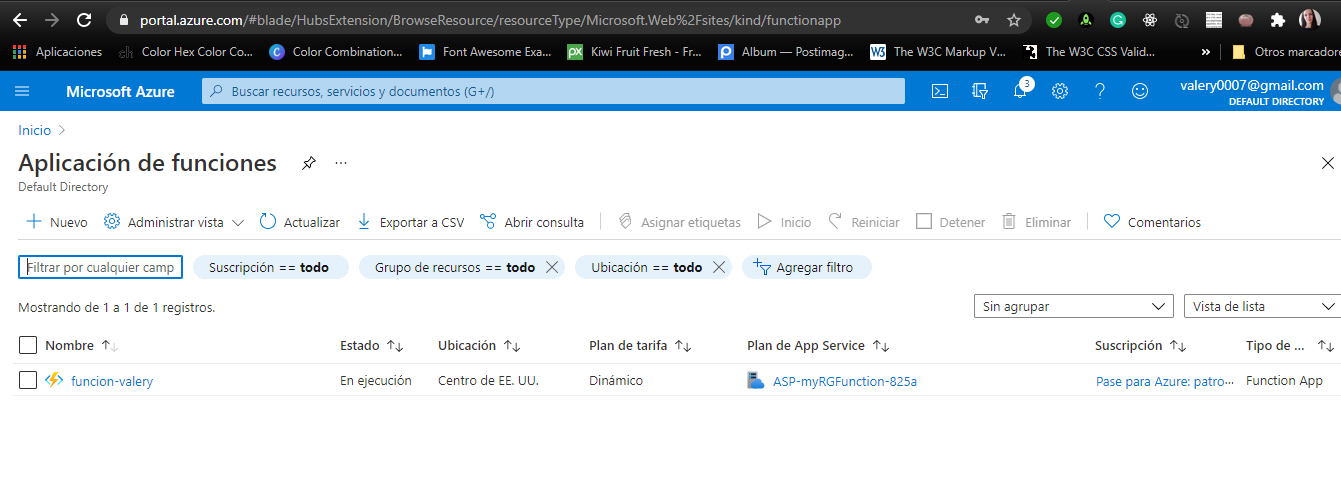 portal.azure.com/#blade/HubsExtension/BrowseResource/resourceType/Microsoft.Web%2Fsites/kind/functionapp
Aplicaciones Color Hex Color Co... Color Combination... Font Awesome Exa... Kiwi Fruit Fresh - Fr... Album — Postimag... The W3C Markup V... The W3C CSS Valid... » Otros marcadore
Microsoft Azure Buscar recursos, servicios y documentos (G+/) 3 valery0007@gmail.com
DEFAULT DIRECTORY
Inicio >
Aplicación de funciones ...
Default Directory
+ Nuevo Administrar vista Actualizar Exportar a CSV Abrir consulta Asignar etiquetas Inicio Reiniciar Detener Eliminar Comentarios
Filtrar por cualquier camp Suscripción == todo Grupo de recursos == todo Ubicación == todo Agregar filtro
Mostrando de 1 a 1 de 1 registros. Sin agrupar Vista de lista
Nombre ↑↓ Estado ↑↓ Ubicación ↑↓ Plan de tarifa ↑↓ Plan de App Service ↑↓ Suscripción ↑↓ Tipo de ... ↑↓
funcion-valery En ejecución Centro de EE. UU. Dinámico ASP-myRGFunction-825a Pase para Azure: patro... Function App